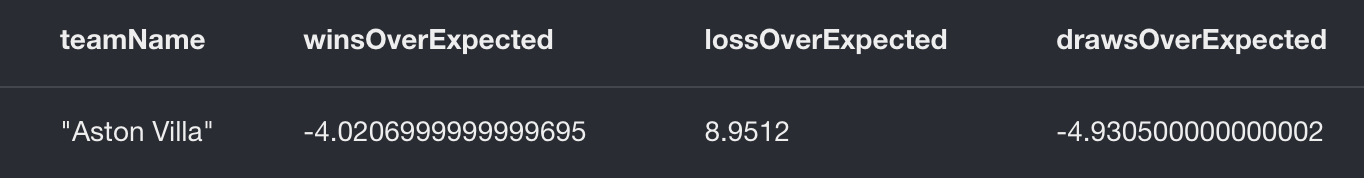 teamName winsOverExpected lossOverExpected drawsOverExpected
"Aston Villa" -4.0206999999999695 8.9512 -4.930500000000002